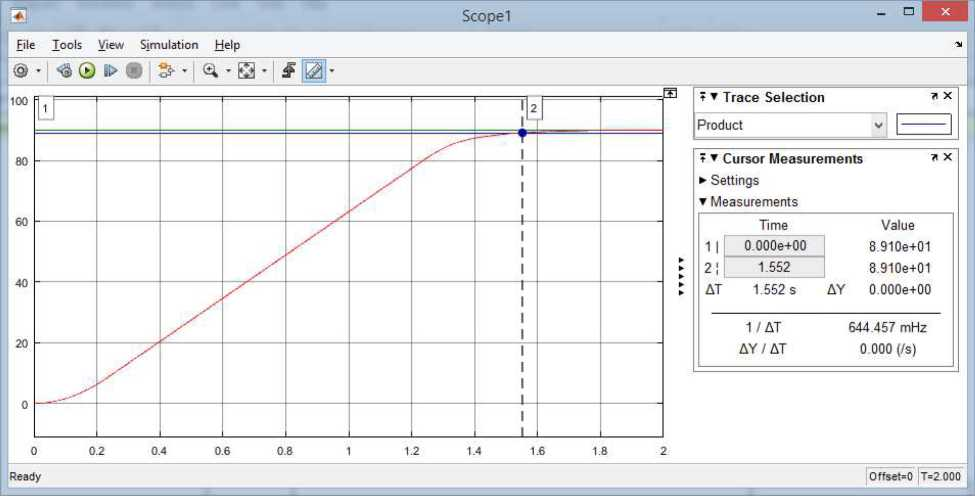 Scope1
File Tools View Simulation Help
1
2
100
80
60
40
20
0
0 0.2 0.4 0.6 0.8 1 1.2 1.4 1.6 1.8 2
Trace Selection
Product
Cursor Measurements
Settings
Measurements
Time Value
1 | 0.000e+00 8.910e+01
2 ¦ 1.552 8.910e+01
ΔT 1.552 s ΔY 0.000e+00
1 / ΔT 644.457 mHz
ΔY / ΔT 0.000 (/s)
Ready Offset=0 T=2.000